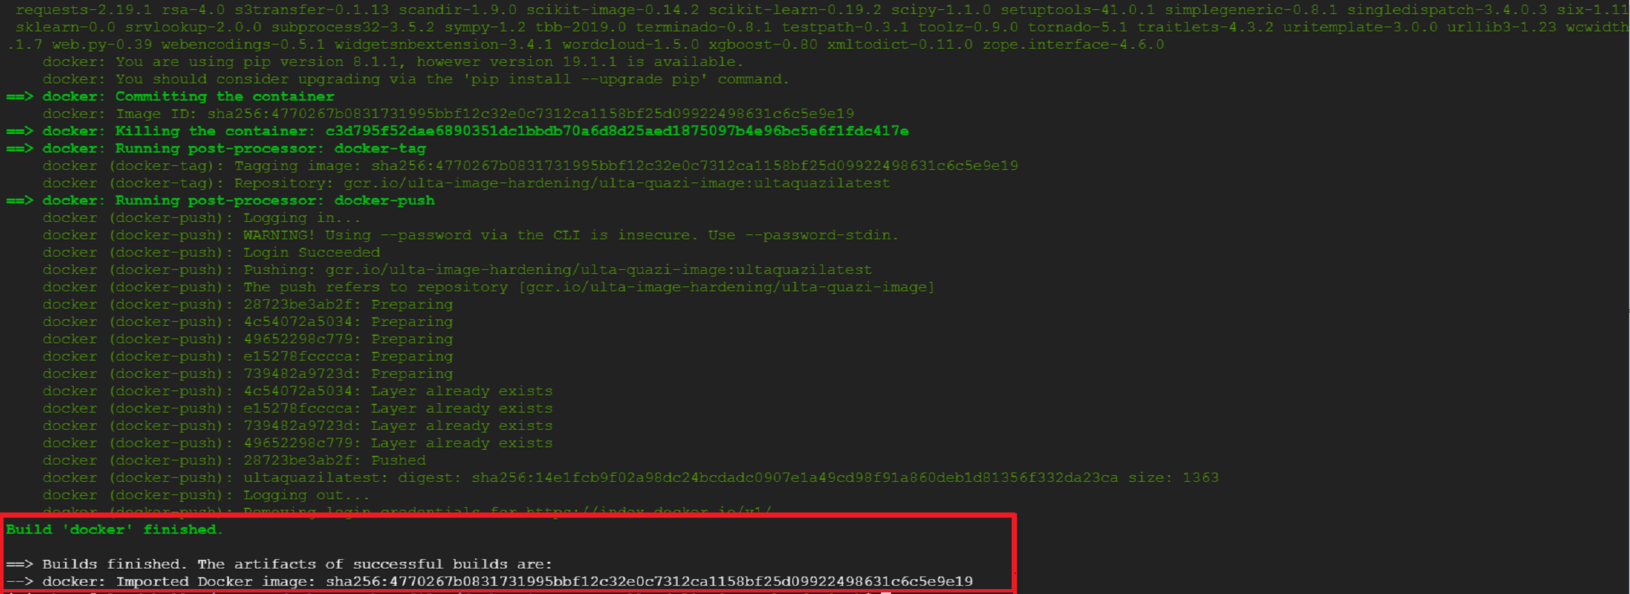 requests-2.19.1 rsa-4.0 s3transfer-0.1.13 scandir-1.9.0 scikit-image-0.14.2 scikit-learn-0.19.2 scipy-1.1.0 setuptools-41.0.1 simplegeneric-0.8.1 singledispatch-3.4.0.3 six-1.11
sklearn-0.0 srvlookup-2.0.0 subprocess32-3.5.2 sympy-1.2 tbb-2019.0 terminado-0.8.1 testpath-0.3.1 toolz-0.9.0 tornado-5.1 traitlets-4.3.2 uritemplate-3.0.0 urllib3-1.23 wcwidth
.1.7 web.py-0.39 webencodings-0.5.1 widgetsnbextension-3.4.1 wordcloud-1.5.0 xgboost-0.80 xmltodict-0.11.0 zope.interface-4.6.0
docker: You are using pip version 8.1.1, however version 19.1.1 is available.
docker: You should consider upgrading via the 'pip install --upgrade pip' command.
==> docker: Committing the container
docker: Image ID: sha256:4770267b0831731995bbf12c32e0c7312ca1158bf25d09922498631c6c5e9e19
==> docker: Killing the container: c3d795f52dae6890351dc1bbdb70a6d8d25aed1875097b4e96bc5e6f1fdc417e
==> docker: Running post-processor: docker-tag
docker (docker-tag): Tagging image: sha256:4770267b0831731995bbf12c32e0c7312ca1158bf25d09922498631c6c5e9e19
docker (docker-tag): Repository: gcr.io/ulta-image-hardening/ulta-quazi-image:ultaquazilatest
==> docker: Running post-processor: docker-push
docker (docker-push): Logging in...
docker (docker-push): WARNING! Using --password via the CLI is insecure. Use --password-stdin.
docker (docker-push): Login Succeeded
docker (docker-push): Pushing: gcr.io/ulta-image-hardening/ulta-quazi-image:ultaquazilatest
docker (docker-push): The push refers to repository [gcr.io/ulta-image-hardening/ulta-quazi-image]
docker (docker-push): 28723be3ab2f: Preparing
docker (docker-push): 4c54072a5034: Preparing
docker (docker-push): 49652298c779: Preparing
docker (docker-push): e15278fcccca: Preparing
docker (docker-push): 739482a9723d: Preparing
docker (docker-push): 4c54072a5034: Layer already exists
docker (docker-push): e15278fcccca: Layer already exists
docker (docker-push): 739482a9723d: Layer already exists
docker (docker-push): 49652298c779: Layer already exists
docker (docker-push): 28723be3ab2f: Pushed
docker (docker-push): ultaquazilatest: digest: sha256:14e1fcb9f02a98dc24bcdadc0907e1a49cd98f91a860deb1d81356f332da23ca size: 1363
docker (docker-push): Logging out...
docker (docker-push): Removing login credentials for https://index.docker.io/v1/
Build 'docker' finished.
==> Builds finished. The artifacts of successful builds are:
--> docker: Imported Docker image: sha256:4770267b0831731995bbf12c32e0c7312ca1158bf25d09922498631c6c5e9e19